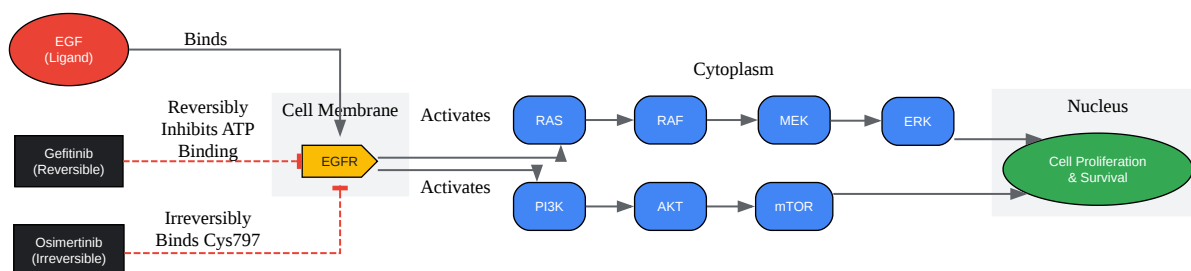 EGF
(Ligand)
Binds
Cytoplasm
Reversibly
Inhibits ATP
Binding
Cell Membrane
Activates
RAS
RAF
MEK
ERK
Nucleus
Gefitinib
(Reversible)
EGFR
Cell Proliferation
& Survival
Activates
PI3K
AKT
mTOR
Irreversibly
Binds Cys797
Osimertinib
(Irreversible)